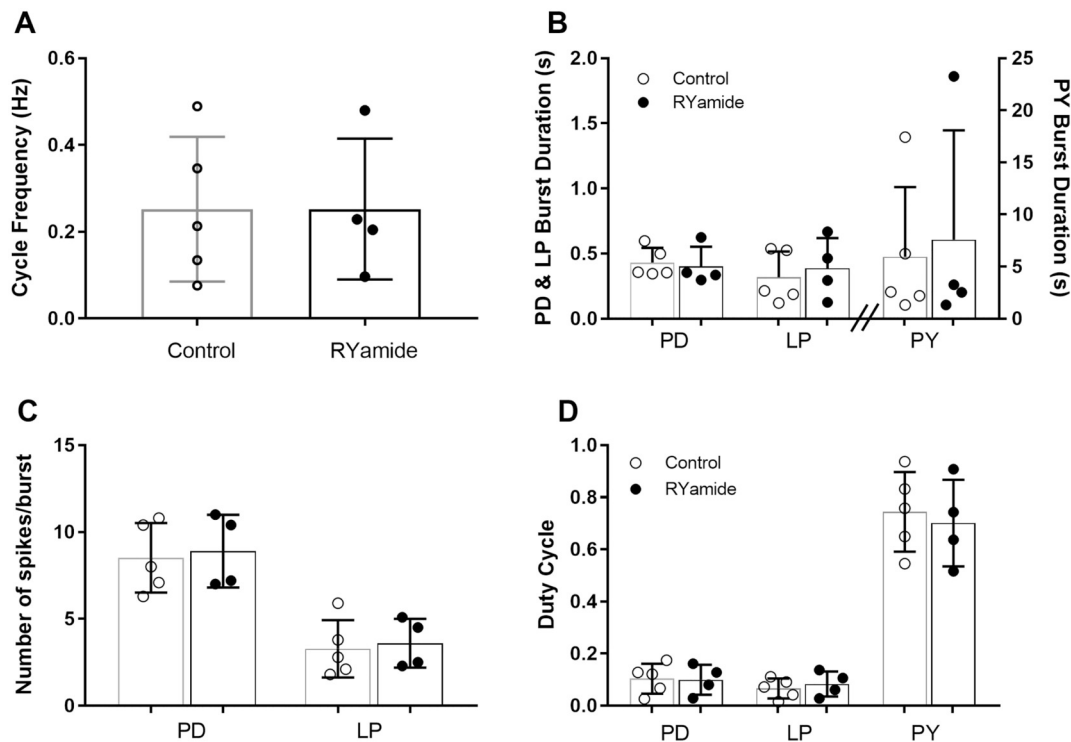 A
Cycle Frequency (Hz)
0.6
0.4
0.2
0.0
Control
RYamide
B
PD & LP Burst Duration (s)
2.0
1.5
1.0
0.5
0.0
Control
RYamide
PD
LP
PY
25
20
15
10
5
0
PY Burst Duration (s)
C
Number of spikes/burst
15
10
5
0
PD
LP
D
Duty Cycle
1.0
0.8
0.6
0.4
0.2
0.0
Control
RYamide
PD
LP
PY